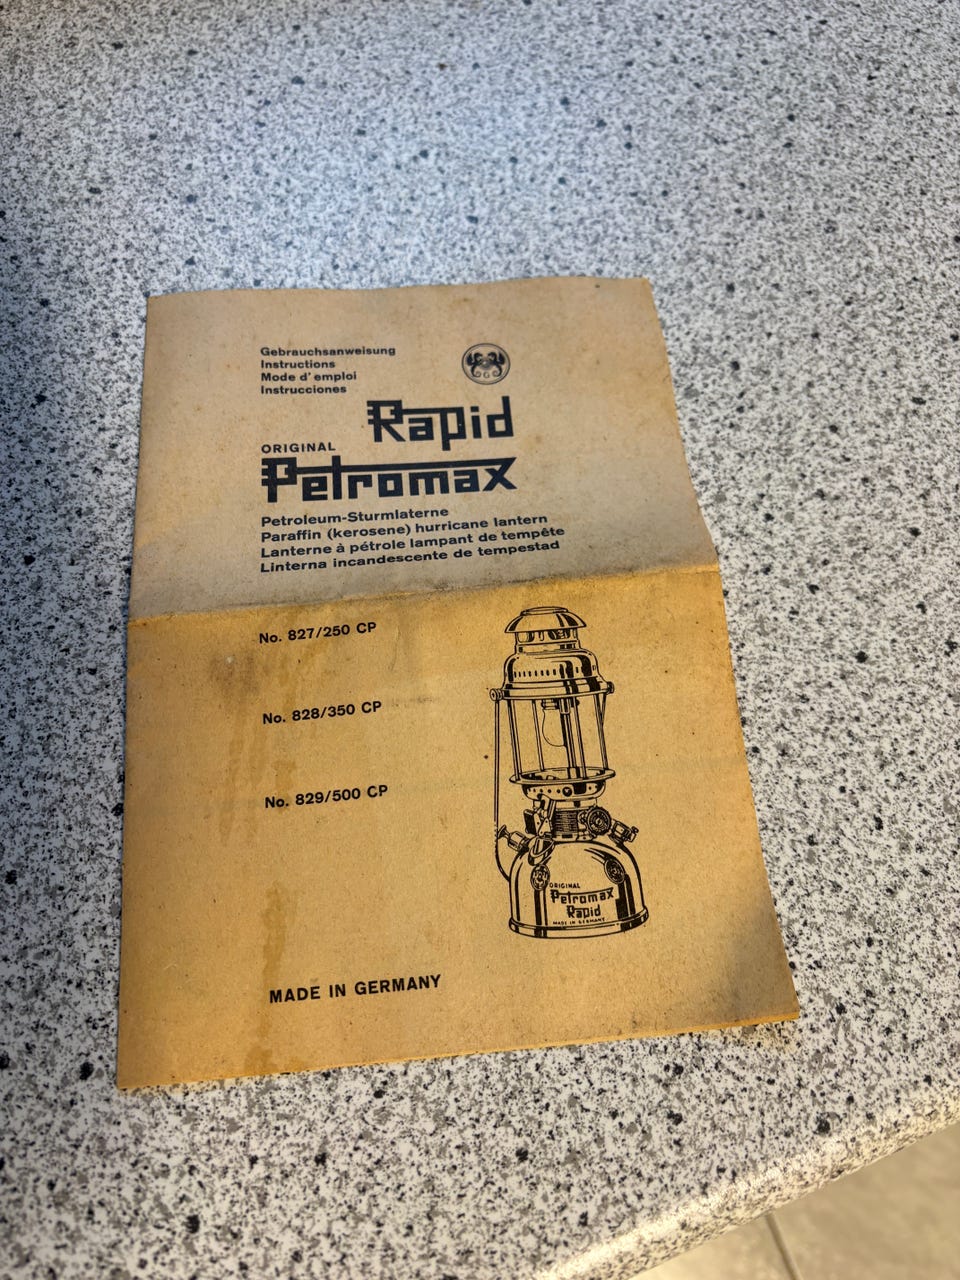 Gebrauchsanweisung
Instructions
Mode d'emploi
Instrucciones
Rapid
ORIGINAL
Petromax
Petroleum-Sturmlaterne
Paraffin (kerosene) hurricane lantern
Lanterne à pétrole lampant de tempête
Linterna incandescente de tempestad
No. 827/250 CP
No. 828/350 CP
No. 829/500 CP
ORIGINAL
Petromax
Rapid
MADE IN GERMANY
MADE IN GERMANY